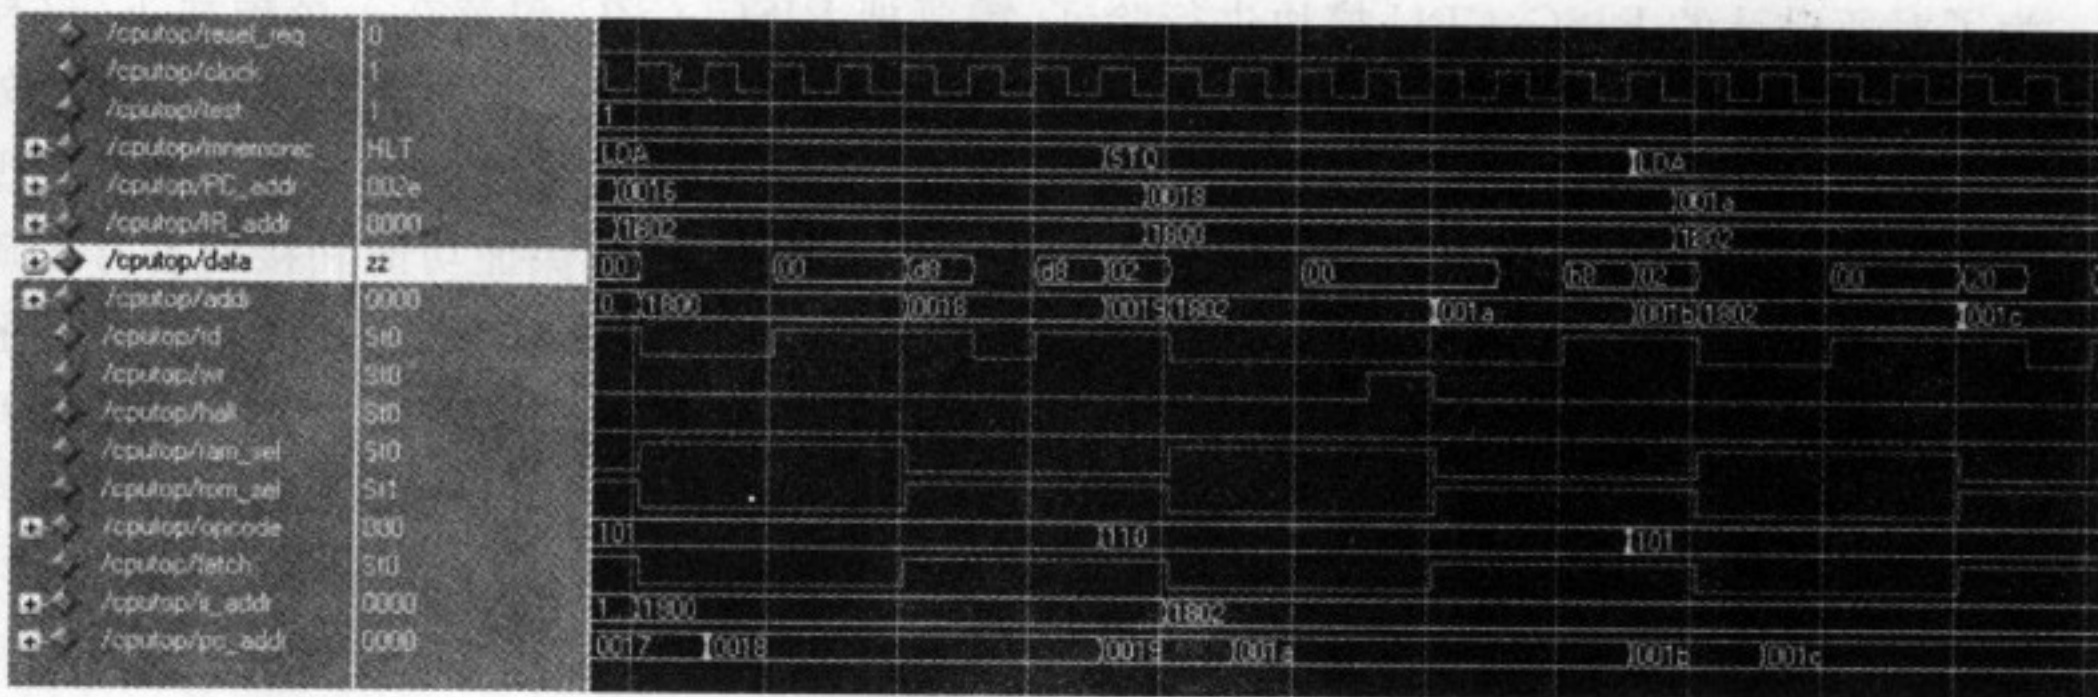 /cputop/reset_req 0
/cputop/clock 1
/cputop/test 1 1
/cputop/mnemonic HLT LDA STO LDA
/cputop/PC_addr 002e 0016 0018 001a
/cputop/IR_addr 0000 1802 1800 1802
/cputop/data zz 00 00 d8 d8 02 00 b8 02 00 20
/cputop/addr 0000 0 1800 0018 0019 1802 001a 001b 1802 001c
/cputop/rd St0
/cputop/wr St0
/cputop/halt St0
/cputop/ram_sel St0
/cputop/rom_sel St1
/cputop/opcode 000 101 110 101
/cputop/fetch St0
/cputop/ir_addr 0000 1 1800 1802
/cputop/pc_addr 0000 0017 0018 0019 001a 001b 001c